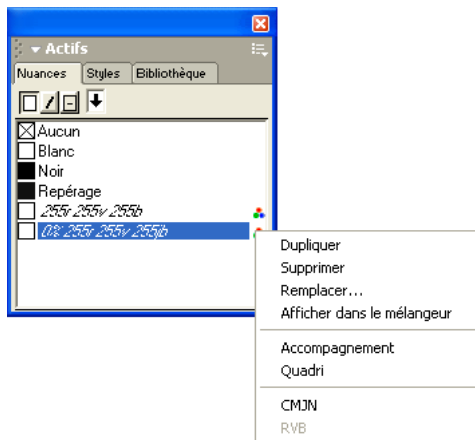 Actifs
Nuances Styles Bibliothèque
Aucun
Blanc
Noir
Repérage
255r 255v 255b
0% 255r 255v 255jb
Dupliquer
Supprimer
Remplacer...
Afficher dans le mélangeur
Accompagnement
Quadri
CMJN
RVB